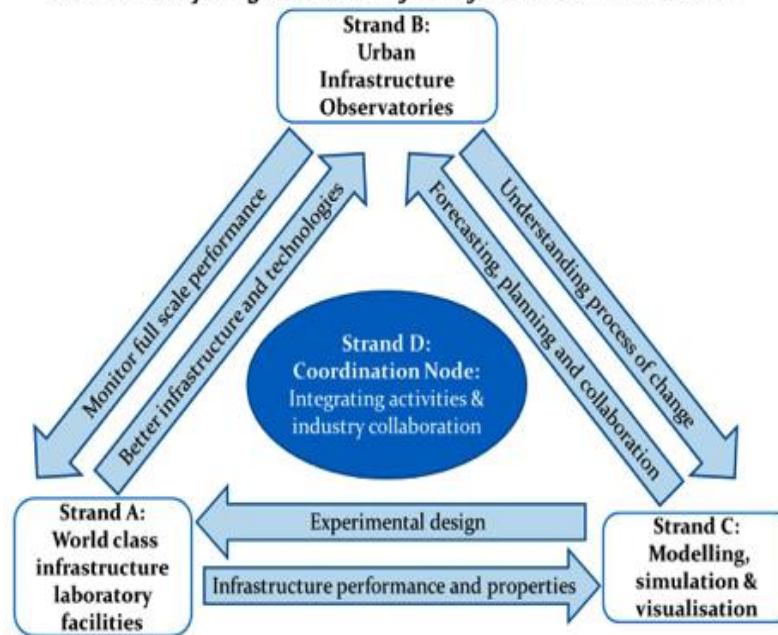 Strand B:
Urban
Infrastructure
Observatories
Monitor full scale performance
Better infrastructure and technologies
Forecasting, planning and collaboration
Understanding process of change
Strand D:
Coordination Node:
Integrating activities &
industry collaboration
Strand A:
World class
infrastructure
laboratory
facilities
Experimental design
Infrastructure performance and properties
Strand C:
Modelling,
simulation &
visualisation